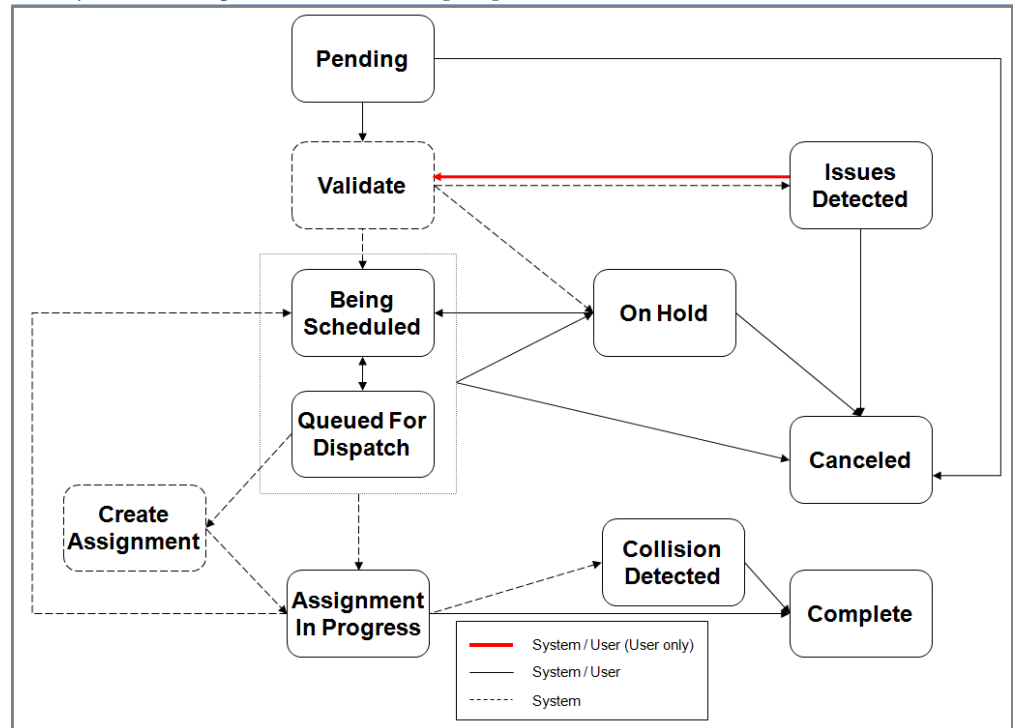 Pending
Validate
Issues
Detected
Being
Scheduled
On Hold
Queued For
Dispatch
Canceled
Create
Assignment
Collision
Detected
Assignment
In Progress
Complete
System / User (User only)
System / User
System